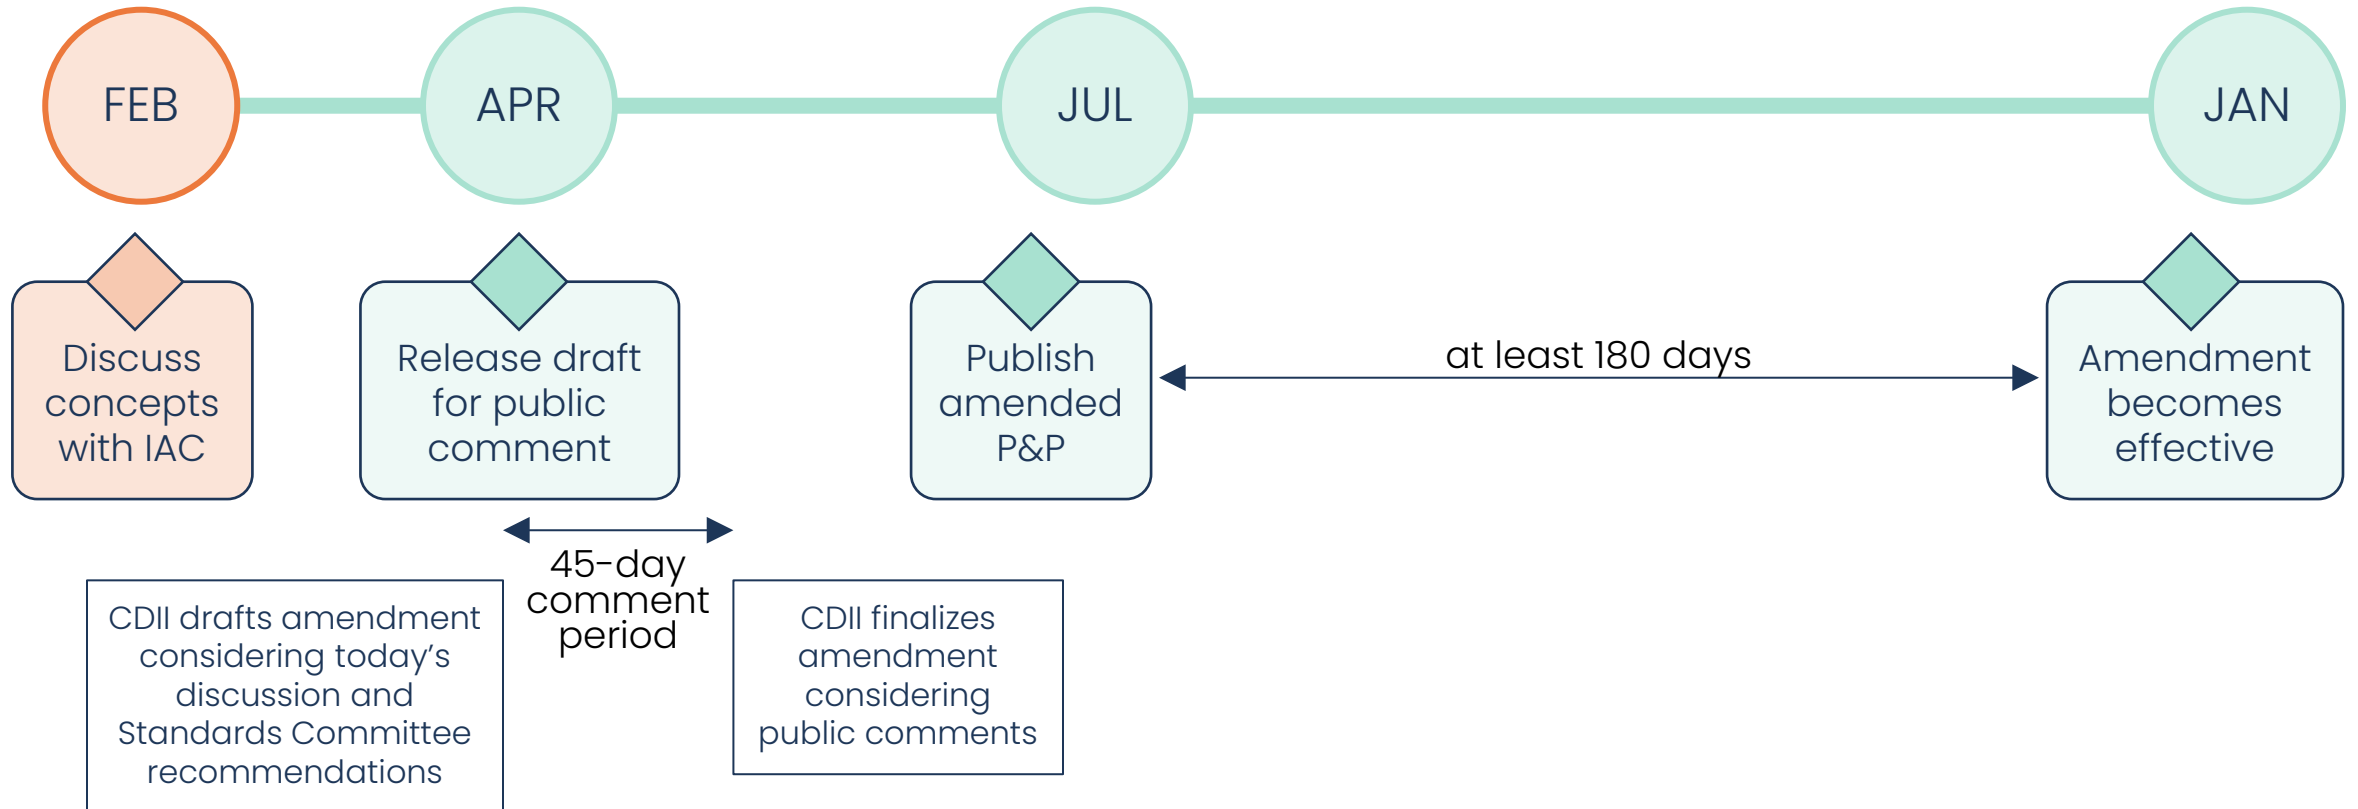 FEB
APR
JUL
JAN
Discuss
concepts
with IAC
Release draft
for public
comment
Publish
amended
P&P
at least 180 days
Amendment
becomes
effective
45-day
comment
period
CDII drafts amendment
considering today’s
discussion and
Standards Committee
recommendations
CDII finalizes
amendment
considering
public comments